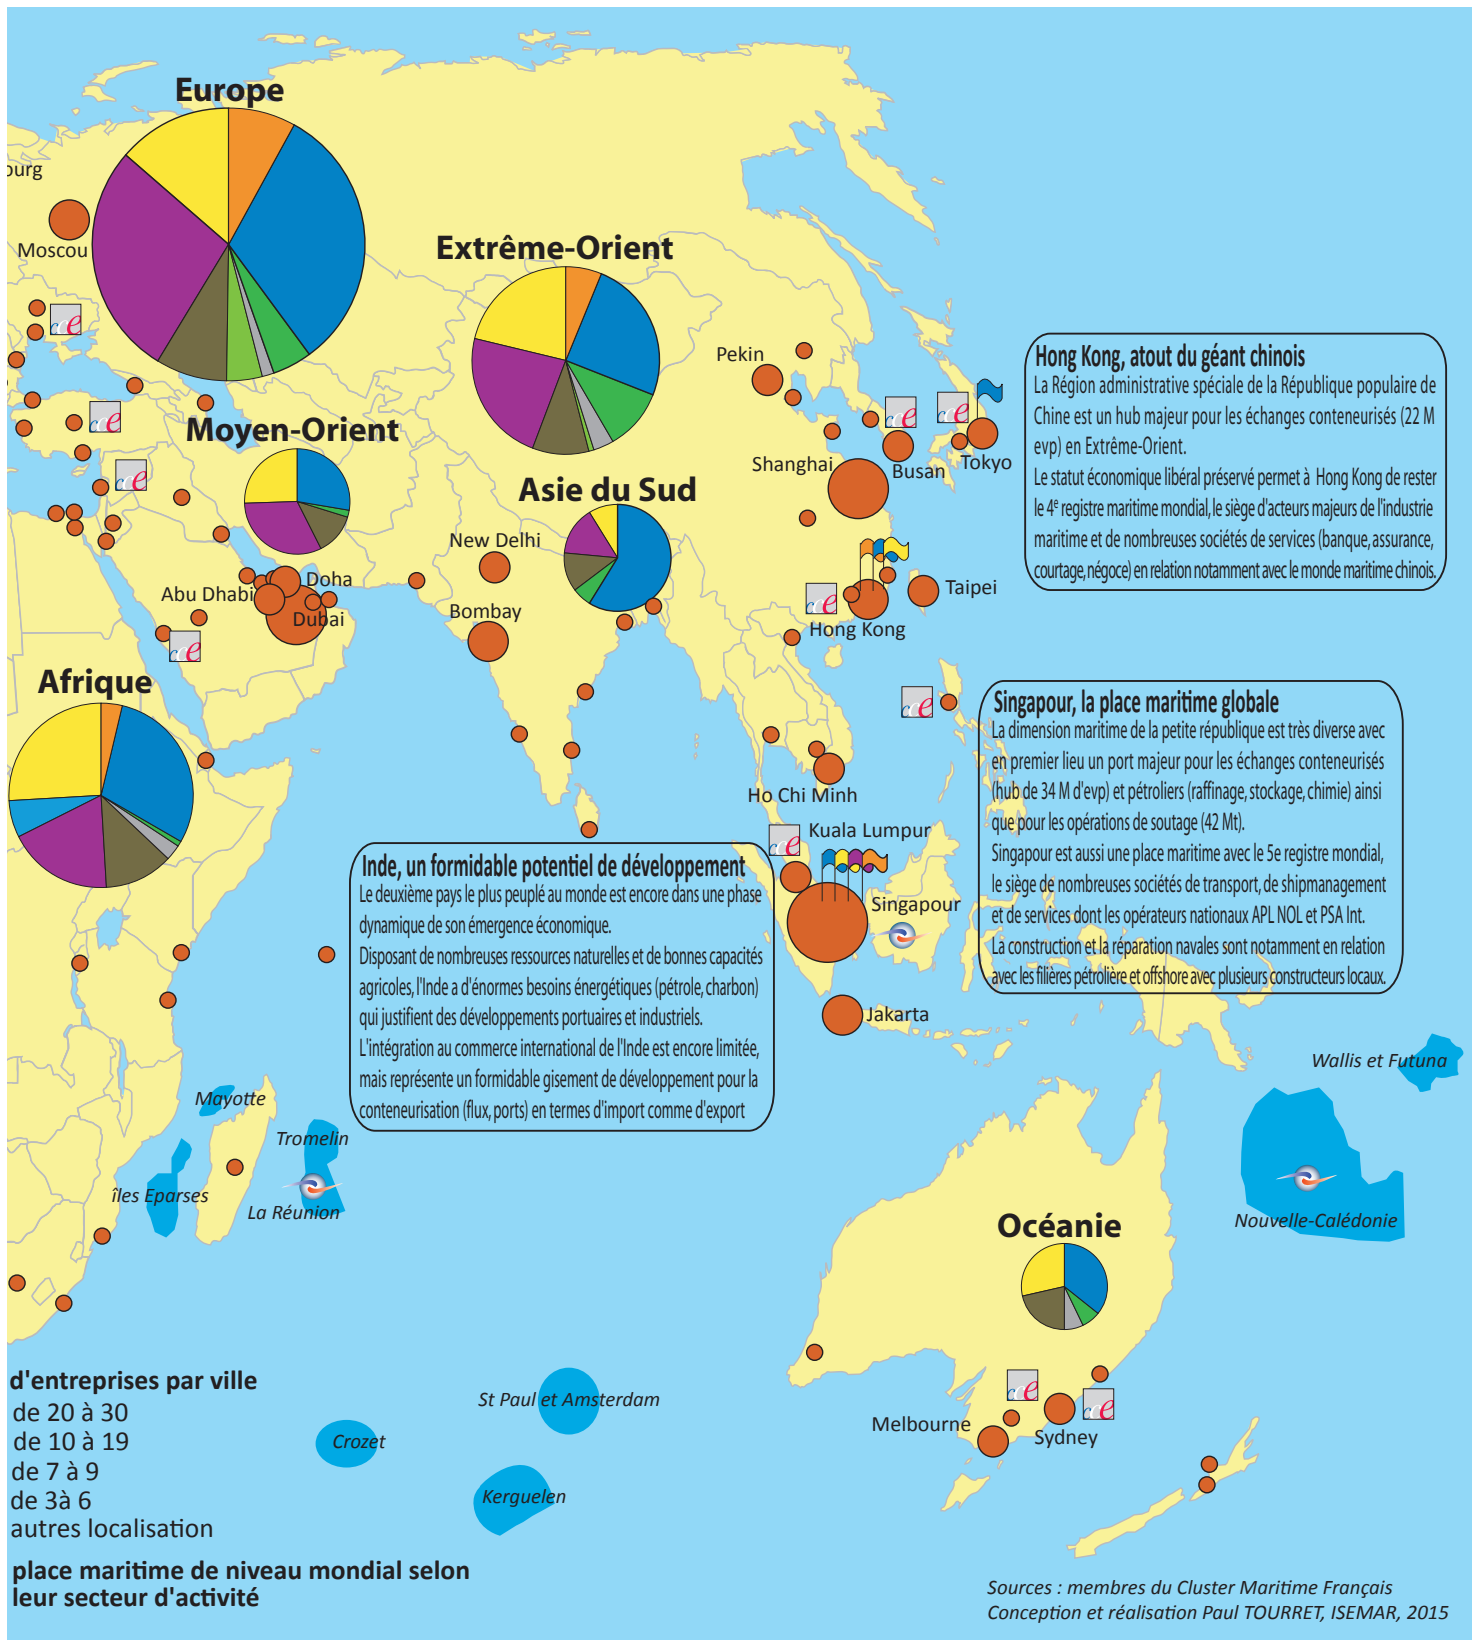 Europe
ourg
Moscou
Extrême-Orient
cce
Pekin
Hong Kong, atout du géant chinois
La Région administrative spéciale de la République populaire de
Chine est un hub majeur pour les échanges conteneurisés (22 M
evp) en Extrême-Orient.
Le statut économique libéral préservé permet à Hong Kong de rester
le 4e registre maritime mondial, le siège d'acteurs majeurs de l'industrie
maritime et de nombreuses sociétés de services (banque, assurance,
courtage, négoce) en relation notamment avec le monde maritime chinois.
cce
cce
cce
Moyen-Orient
Shanghai
Busan
Tokyo
cce
Asie du Sud
New Delhi
Doha
Abu Dhabi
Dubai
Bombay
cce
Taipei
Hong Kong
cce
Afrique
cce
Singapour, la place maritime globale
La dimension maritime de la petite république est très diverse avec
en premier lieu un port majeur pour les échanges conteneurisés
(hub de 34 M d'evp) et pétroliers (raffinage, stockage, chimie) ainsi
que pour les opérations de soutage (42 Mt).
Singapour est aussi une place maritime avec le 5e registre mondial,
le siège de nombreuses sociétés de transport, de shipmanagement
et de services dont les opérateurs nationaux APL NOL et PSA Int.
La construction et la réparation navales sont notamment en relation
avec les filières pétrolière et offshore avec plusieurs constructeurs locaux.
Ho Chi Minh
cce
Kuala Lumpur
Singapour
Jakarta
Inde, un formidable potentiel de développement
Le deuxième pays le plus peuplé au monde est encore dans une phase
dynamique de son émergence économique.
Disposant de nombreuses ressources naturelles et de bonnes capacités
agricoles, l'Inde a d'énormes besoins énergétiques (pétrole, charbon)
qui justifient des développements portuaires et industriels.
L'intégration au commerce international de l'Inde est encore limitée,
mais représente un formidable gisement de développement pour la
conteneurisation (flux, ports) en termes d'import comme d'export
Wallis et Futuna
Mayotte
Tromelin
îles Eparses
La Réunion
Nouvelle-Calédonie
Océanie
cce
cce
Melbourne
Sydney
St Paul et Amsterdam
Crozet
Kerguelen
d'entreprises par ville
de 20 à 30
de 10 à 19
de 7 à 9
de 3à 6
autres localisation
place maritime de niveau mondial selon
leur secteur d'activité
Sources : membres du Cluster Maritime Français
Conception et réalisation Paul TOURRET, ISEMAR, 2015